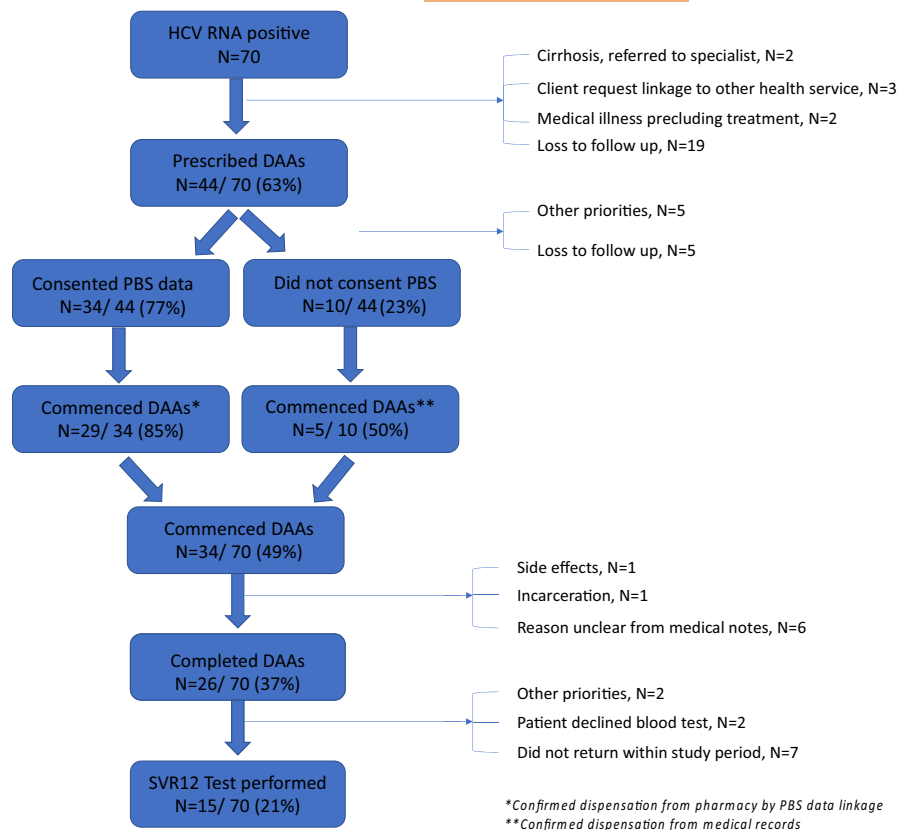 HCV RNA positive
N=70
Cirrhosis, referred to specialist, N=2
Client request linkage to other health service, N=3
Medical illness precluding treatment, N=2
Loss to follow up, N=19
Prescribed DAAs
N=44/ 70 (63%)
Other priorities, N=5
Loss to follow up, N=5
Consented PBS data
N=34/ 44 (77%)
Did not consent PBS
N=10/ 44 (23%)
Commenced DAAs*
N=29/ 34 (85%)
Commenced DAAs**
N=5/ 10 (50%)
Commenced DAAs
N=34/ 70 (49%)
Side effects, N=1
Incarceration, N=1
Reason unclear from medical notes, N=6
Completed DAAs
N=26/ 70 (37%)
Other priorities, N=2
Patient declined blood test, N=2
Did not return within study period, N=7
SVR12 Test performed
N=15/ 70 (21%)
*Confirmed dispensation from pharmacy by PBS data linkage
**Confirmed dispensation from medical records